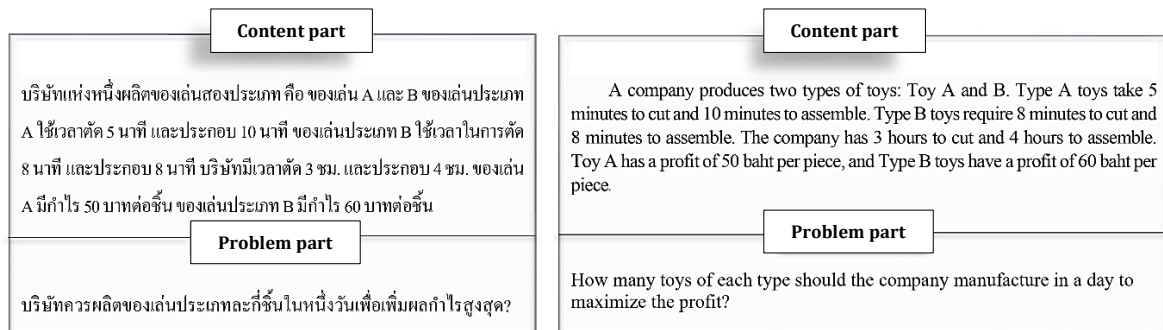 Content part
บริษัทแห่งหนึ่งผลิตของเล่นสองประเภท คือ ของเล่น A และ B ของเล่นประเภท
A ใช้เวลาตัด 5 นาที และประกอบ 10 นาที ของเล่นประเภท B ใช้เวลาในการตัด
8 นาที และประกอบ 8 นาที บริษัทมีเวลาตัด 3 ชม. และประกอบ 4 ชม. ของเล่น
A มีกำไร 50 บาทต่อชิ้น ของเล่นประเภท B มีกำไร 60 บาทต่อชิ้น
Problem part
บริษัทควรผลิตของเล่นประเภทละกี่ชิ้นในหนึ่งวันเพื่อเพิ่มผลกำไรสูงสุด?
Content part
A company produces two types of toys: Toy A and B. Type A toys take 5
minutes to cut and 10 minutes to assemble. Type B toys require 8 minutes to cut and
8 minutes to assemble. The company has 3 hours to cut and 4 hours to assemble.
Toy A has a profit of 50 baht per piece, and Type B toys have a profit of 60 baht per
piece.
Problem part
How many toys of each type should the company manufacture in a day to
maximize the profit?